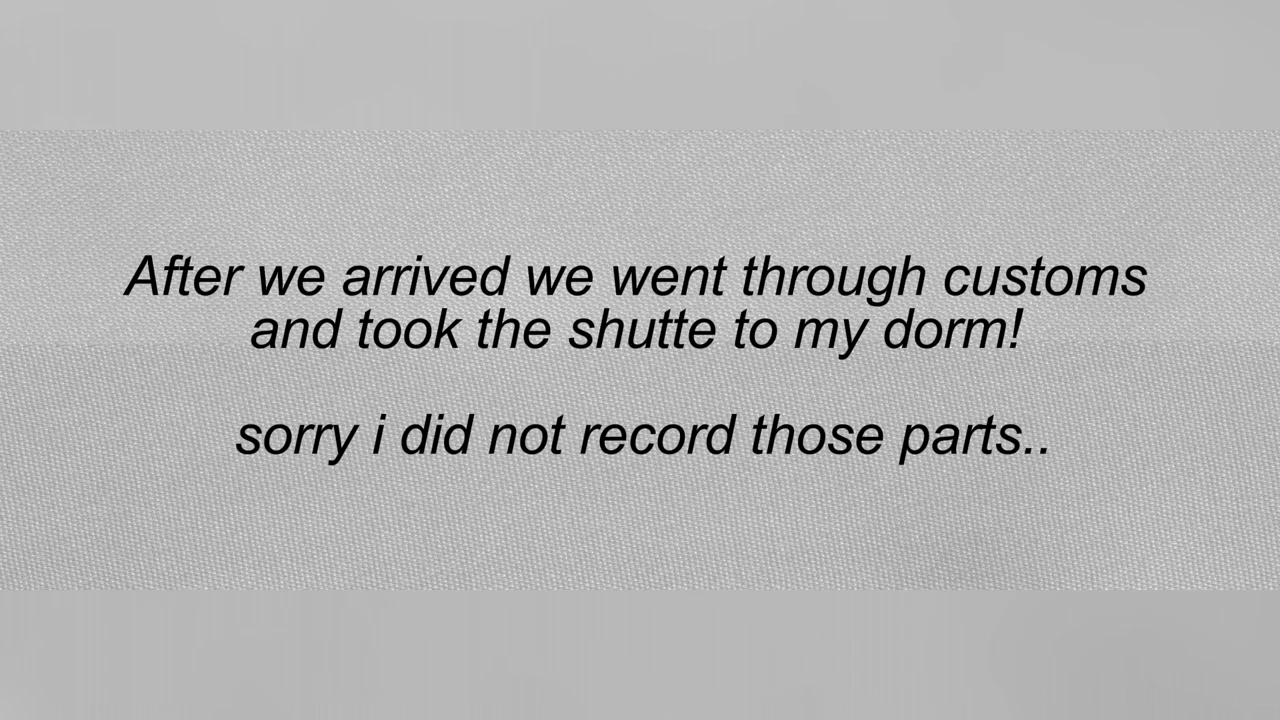 After we arrived we went through customs
and took the shutte to my dorm!
sorry i did not record those parts..